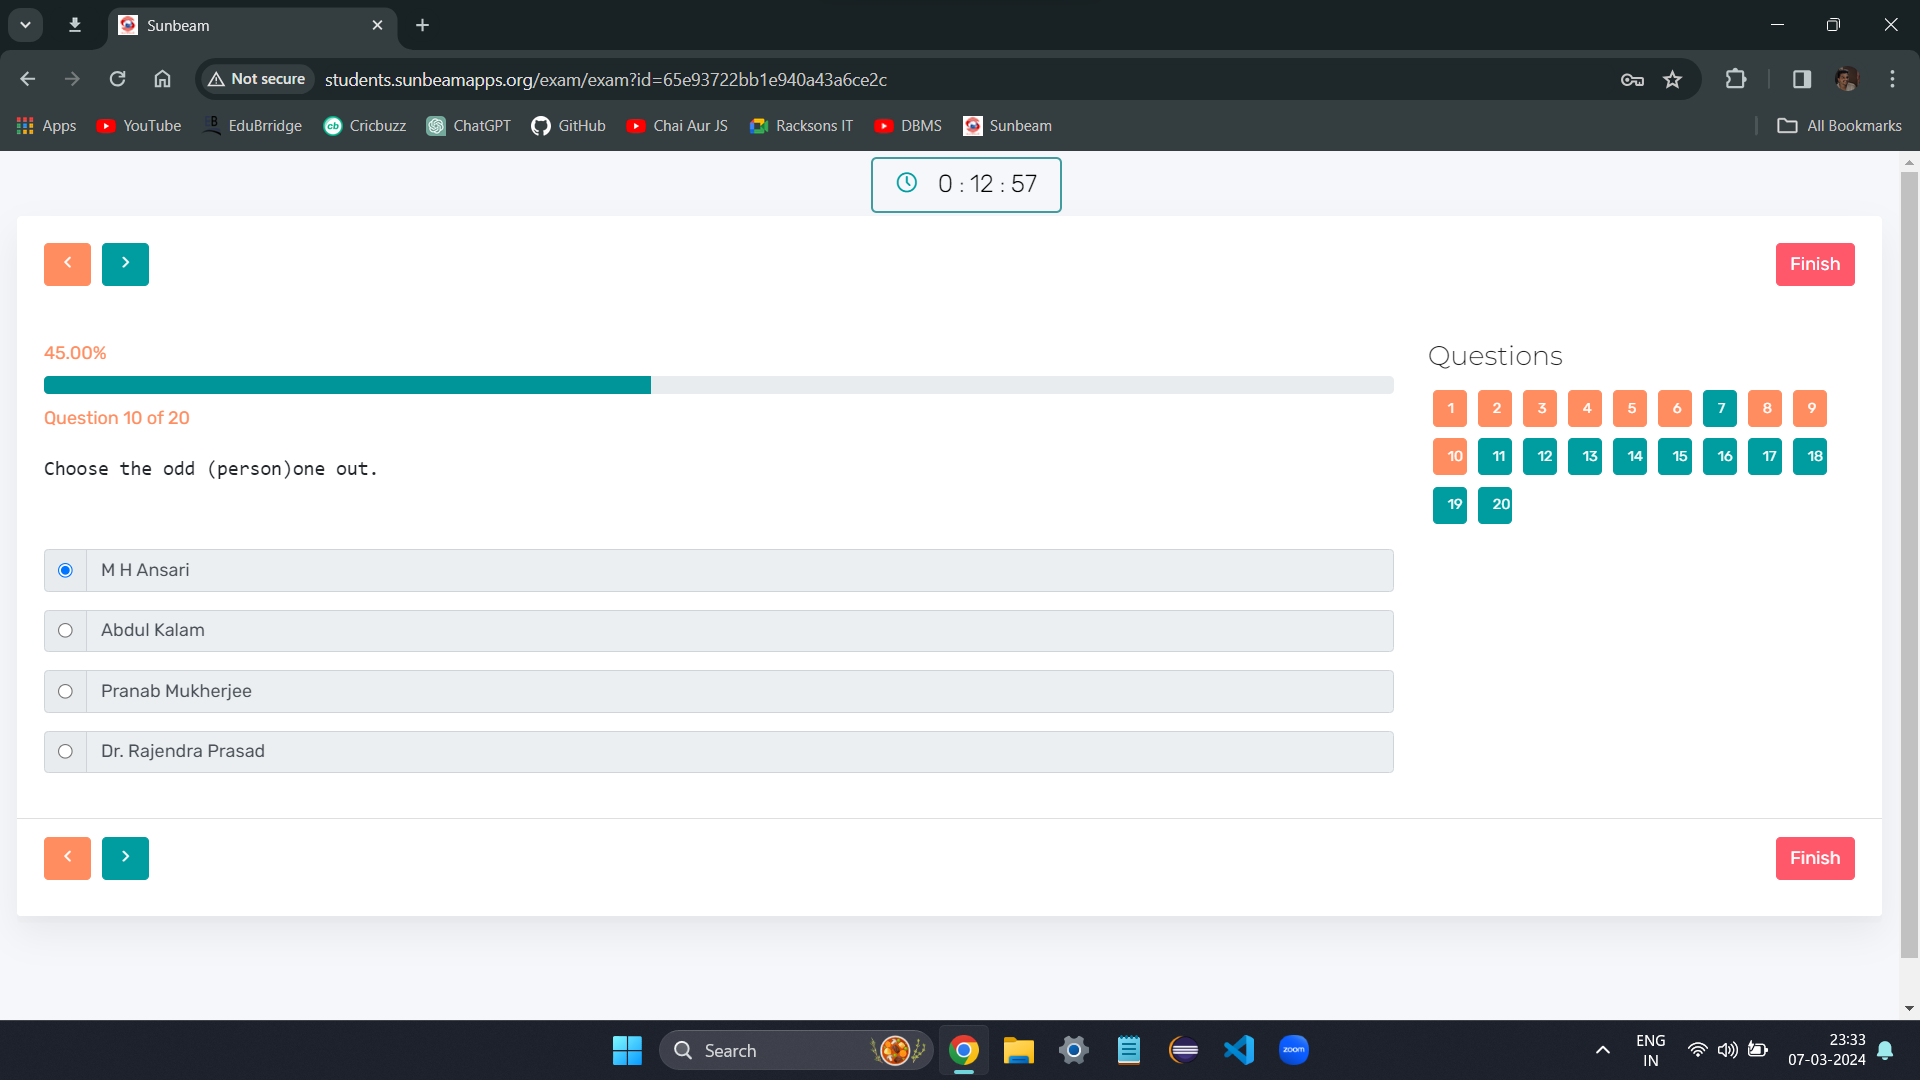 Sunbeam
Not secure
students.sunbeamapps.org/exam/exam?id=65e93722bb1e940a43a6ce2c
Apps
YouTube
B
EduBrridge
cb
Cricbuzz
ChatGPT
GitHub
Chai Aur JS
Racksons IT
DBMS
Sunbeam
All Bookmarks
0 : 12 : 57
Finish
45.00%
Question 10 of 20
Choose the odd (person)one out.
M H Ansari
Abdul Kalam
Pranab Mukherjee
Dr. Rajendra Prasad
Questions
1 2 3 4 5 6 7 8 9
10 11 12 13 14 15 16 17 18
19 20
Finish
Search
zoom
ENG
IN
23:33
07-03-2024